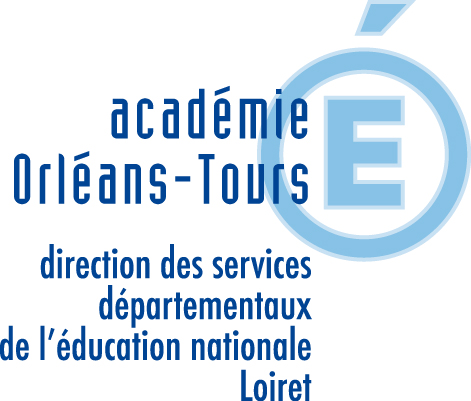 académie
Orléans-Tours
É
direction des services
départementaux
de l'éducation nationale
Loiret